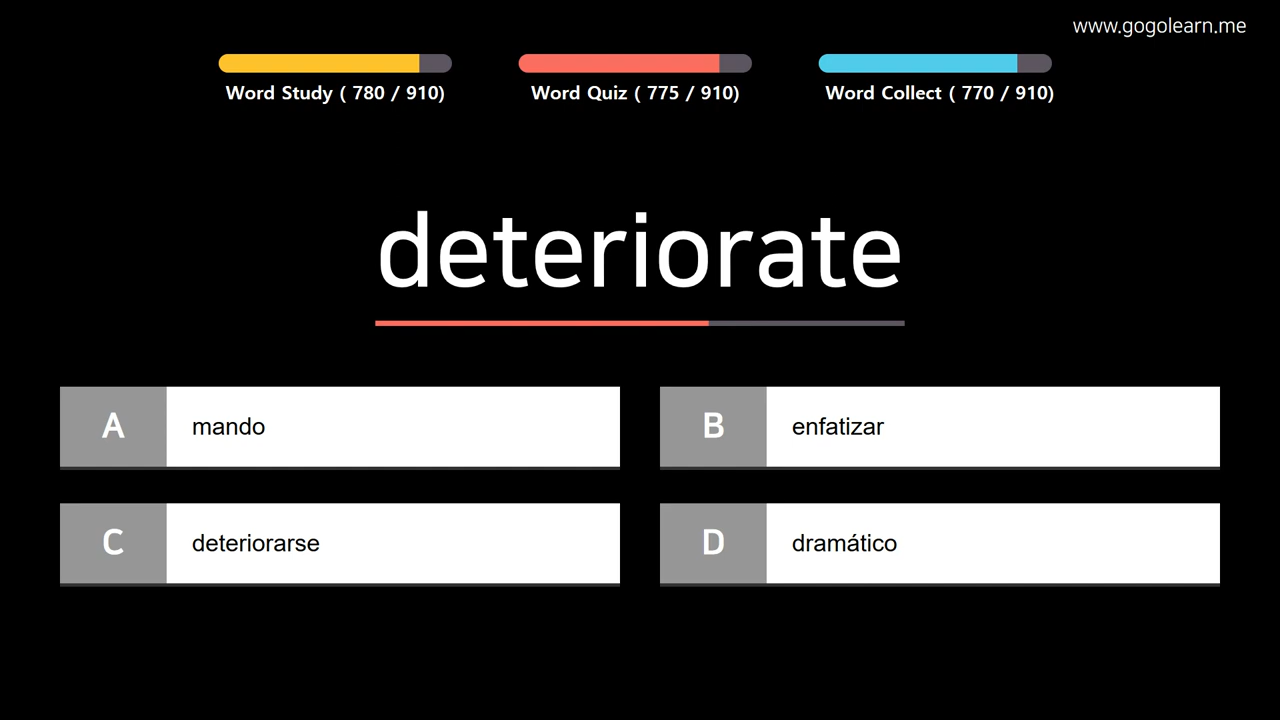 www.gogolearn.me
Word Study ( 780 / 910)
Word Quiz ( 775 / 910)
Word Collect ( 770 / 910)
deteriorate
A mando
B enfatizar
C deteriorarse
D dramático